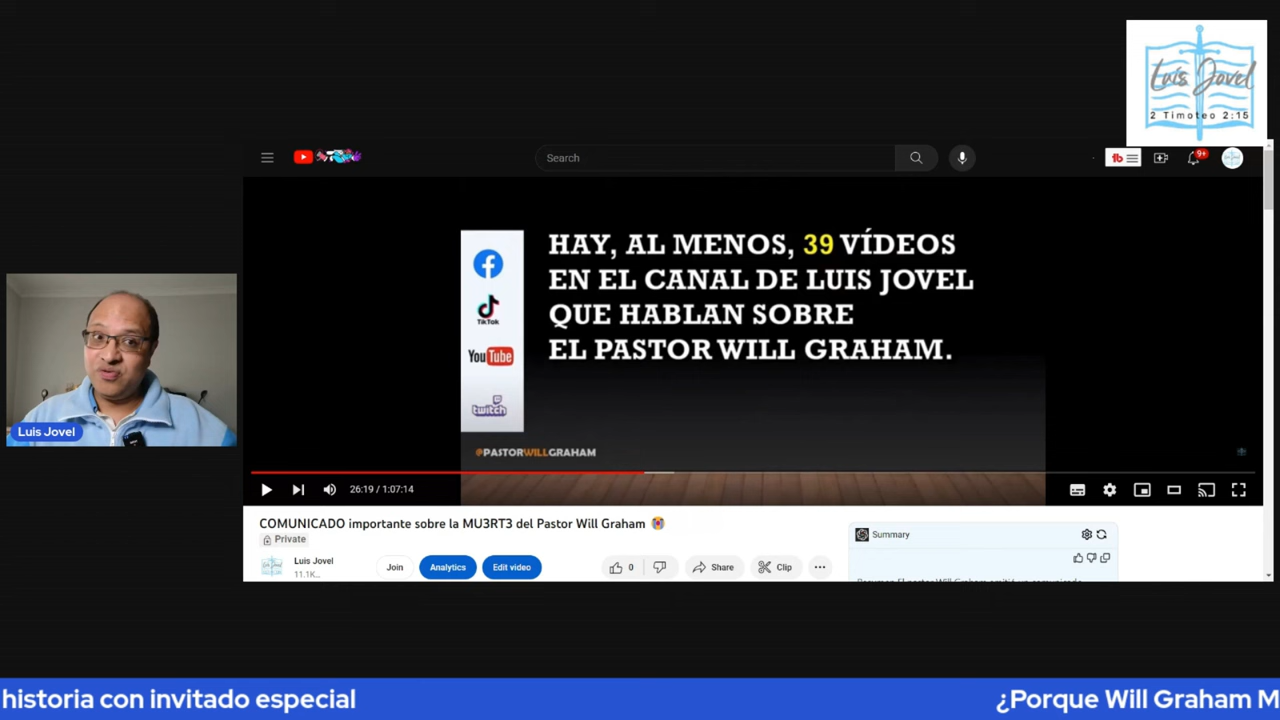 Luis Jovel
2 Timoteo 2:15
Search
9+
HAY, AL MENOS, 39 VÍDEOS
EN EL CANAL DE LUIS JOVEL
QUE HABLAN SOBRE
EL PASTOR WILL GRAHAM.
TikTok
YouTube
twitch
@PASTORWILLGRAHAM
Luis Jovel
26:19 / 1:07:14
COMUNICADO importante sobre la MU3RT3 del Pastor Will Graham
Private
Summary
Luis Jovel
11.1K...
Join
Analytics
Edit video
0
Share
Clip
historia con invitado especial
¿Porque Will Graham M